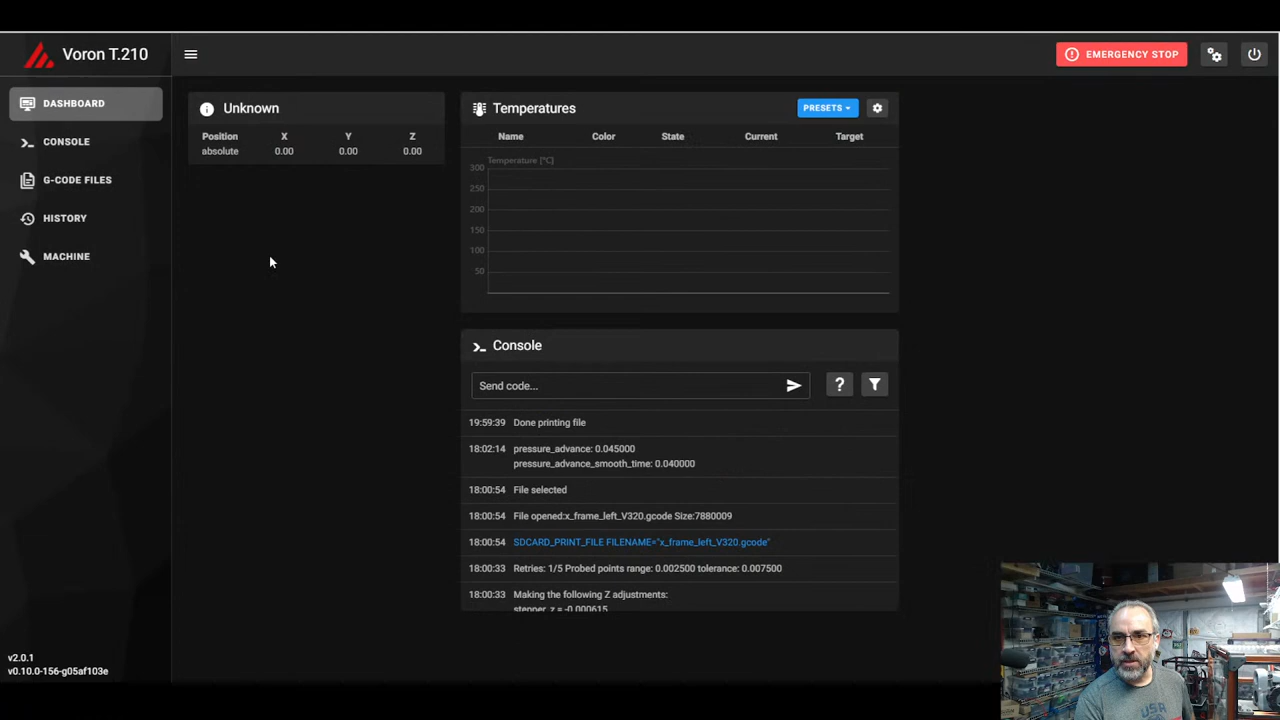 Voron T.210
EMERGENCY STOP
DASHBOARD
CONSOLE
G-CODE FILES
HISTORY
MACHINE
v2.0.1
v0.10.0-156-g05af103e
Unknown
Position X Y Z
absolute 0.00 0.00 0.00
Temperatures
PRESETS
Name Color State Current Target
Temperature [°C]
300
250
200
150
100
50
Console
Send code...
?
19:59:39 Done printing file
18:02:14 pressure_advance: 0.045000
pressure_advance_smooth_time: 0.040000
18:00:54 File selected
18:00:54 File opened:x_frame_left_V320.gcode Size:7880009
18:00:54 SDCARD_PRINT_FILE FILENAME="x_frame_left_V320.gcode"
18:00:33 Retries: 1/5 Probed points range: 0.002500 tolerance: 0.007500
18:00:33 Making the following Z adjustments:
stepper_z = -0.000615
USA